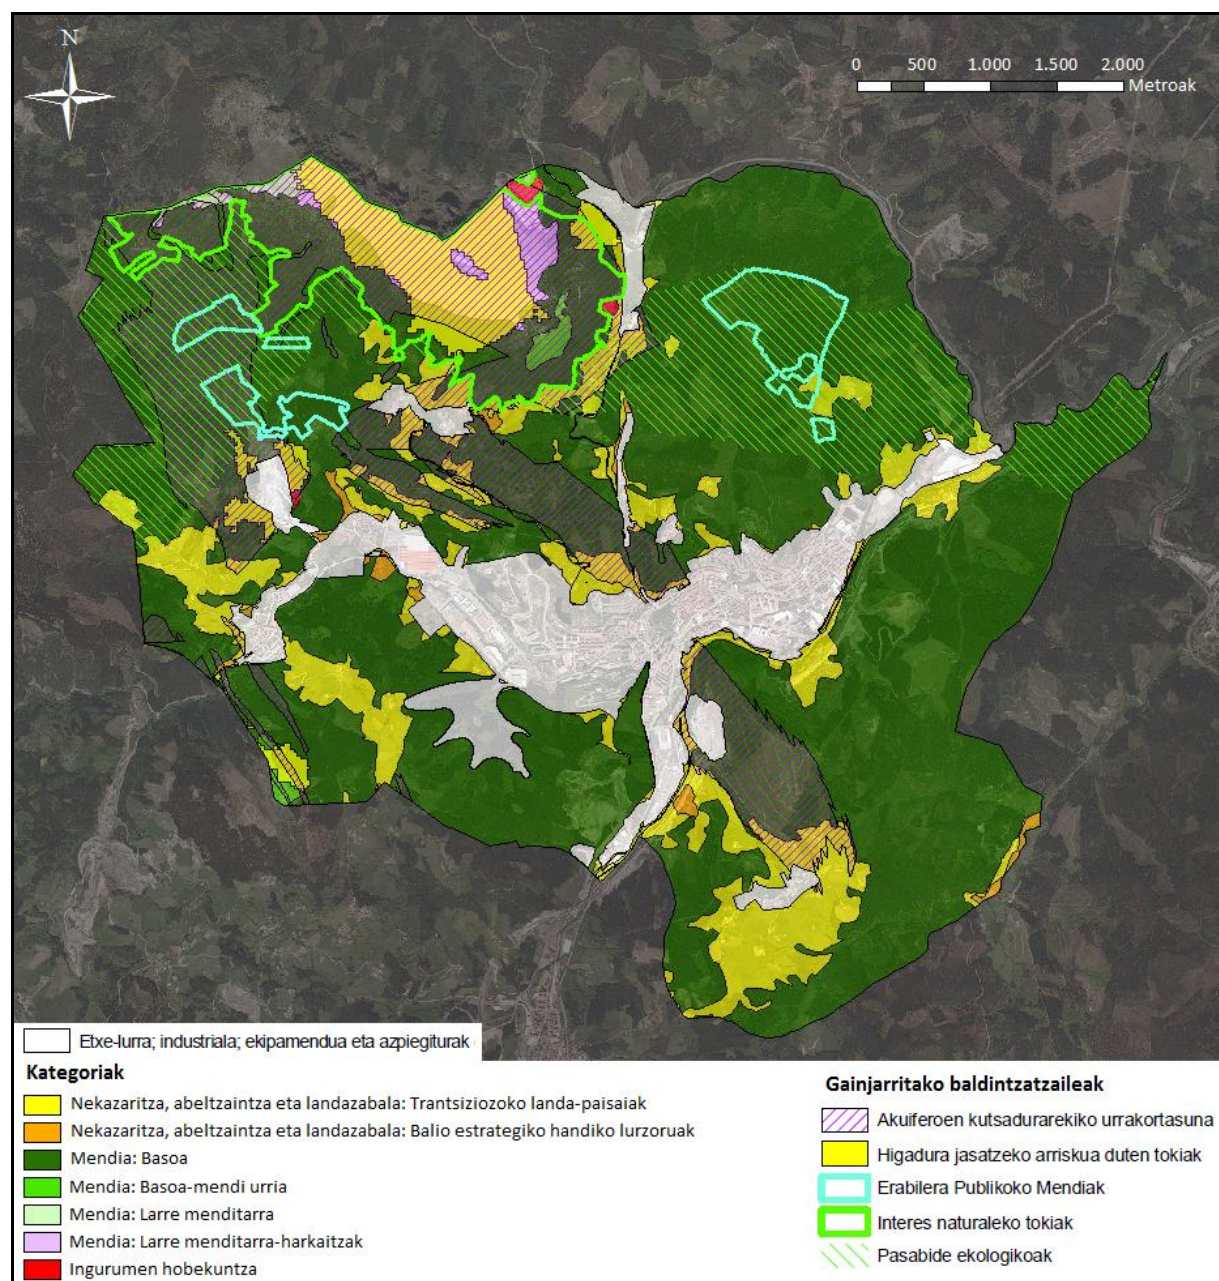 N
0 500 1.000 1.500 2.000
Metroak
Etxe-lurra; industriala; ekipamendua eta azpiegiturak
Kategoriak
Nekazaritza, abeltzaintza eta landazabala: Trantsiziozoko landa-paisaiak
Nekazaritza, abeltzaintza eta landazabala: Balio estrategiko handiko lurzoruak
Mendia: Basoa
Mendia: Basoa-mendi urria
Mendia: Larre menditarra
Mendia: Larre menditarra-harkaitzak
Ingurumen hobekuntza
Gainjarritako baldintzatzaileak
Akuiferoen kutsadurarekiko urrakortasuna
Higadura jasatzeko arriskua duten tokiak
Erabilera Publikoko Mendiak
Interes naturaleko tokiak
Pasabide ekologikoak